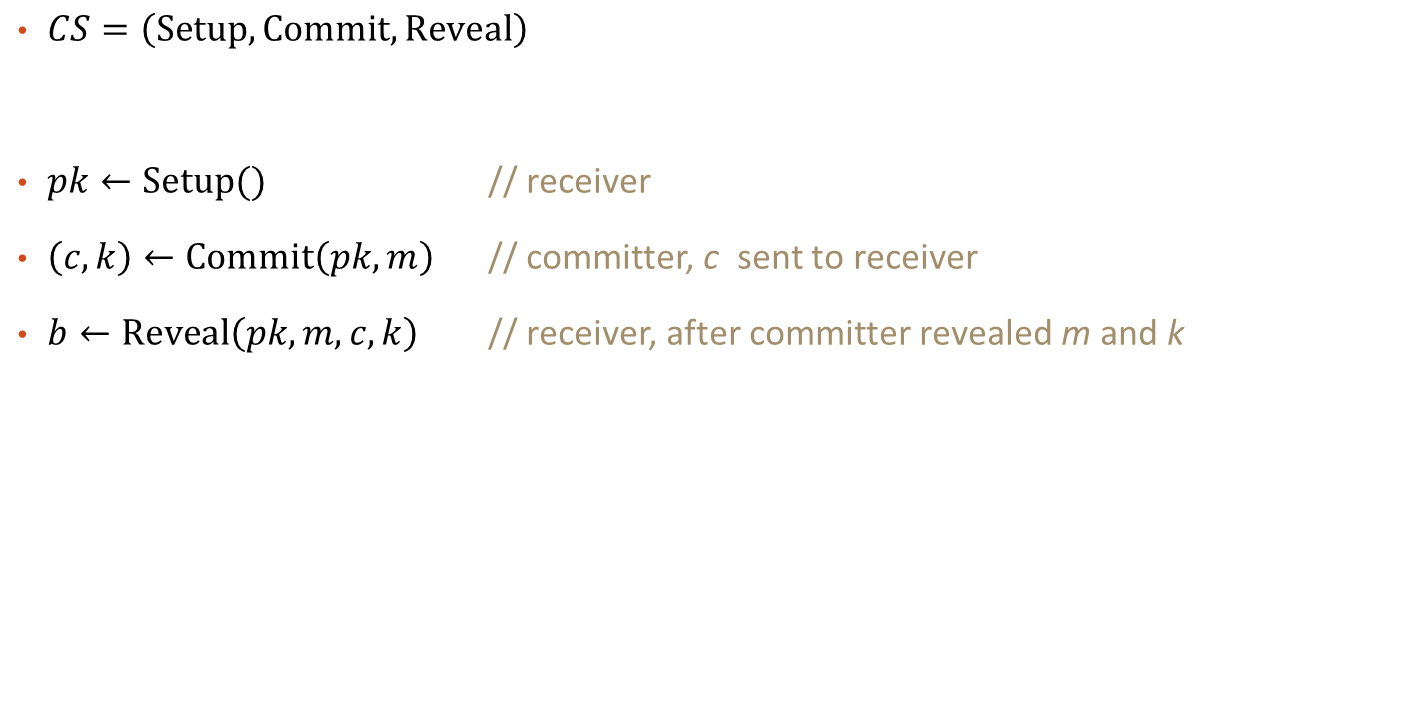 • CS = (Setup, Commit, Reveal)
• pk ← Setup() // receiver
• (c, k) ← Commit(pk, m) // committer, c sent to receiver
• b ← Reveal(pk, m, c, k) // receiver, after committer revealed m and k